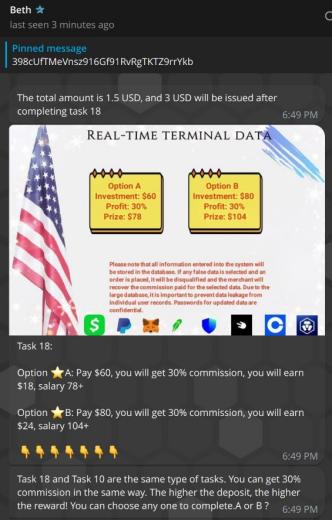 Beth
last seen 3 minutes ago
Pinned message
398cUfTMeVnsz916Gf91RvRgTKTZ9rrYkb
The total amount is 1.5 USD, and 3 USD will be issued after
completing task 18
6:49 PM
REAL-TIME TERMINAL DATA
Option A
Investment: $60
Profit: 30%
Prize: $78
Option B
Investment: $80
Profit: 30%
Prize: $104
Please note that all information entered into the system will
be stored in the database. If any false data is selected and an
order is placed, it will be disqualified and the merchant will
recover the commission paid for the selected data. Due to the
large database, it is important to prevent data leakage from
individual user records. Passwords for updated data are
confidential.
Task 18:
Option ⭐A: Pay $60, you will get 30% commission, you will earn
$18, salary 78+
Option ⭐B: Pay $80, you will get 30% commission, you will earn
$24, salary 104+
👇👇👇👇👇👇👇
6:49 PM
Task 18 and Task 10 are the same type of tasks. You can get 30%
commission in the same way. The higher the deposit, the higher
the reward! You can choose any one to complete.A or B ?
6:49 PM